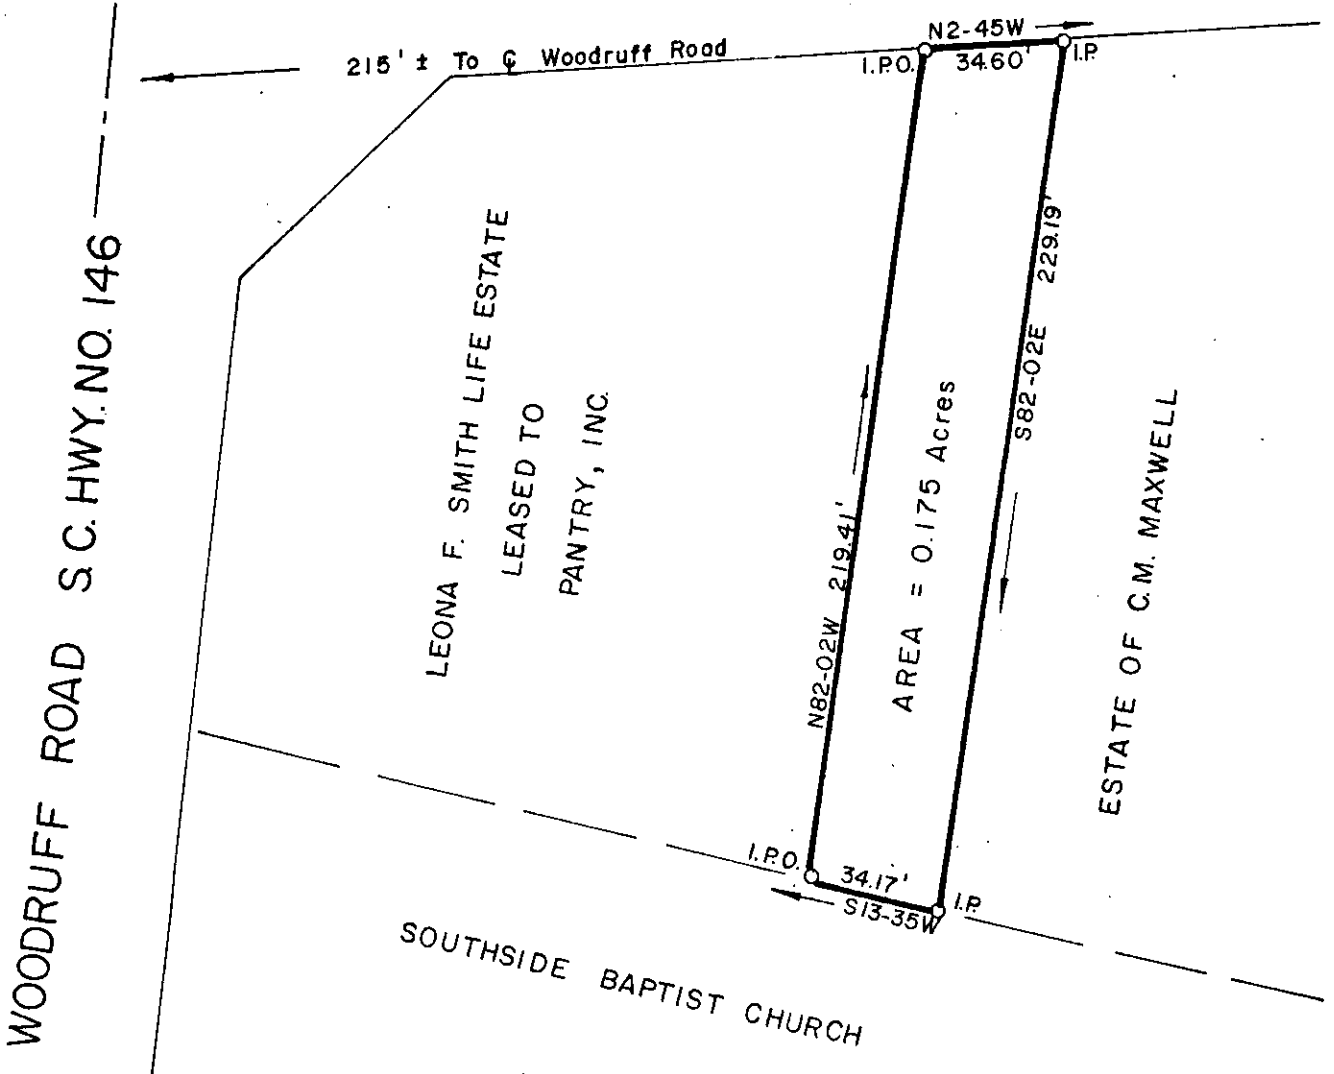 N2-45W
215' ± To ℄ Woodruff Road
I.P.O.
34.60'
I.P.
WOODRUFF ROAD S.C. HWY. NO. 146
LEONA F. SMITH LIFE ESTATE
LEASED TO
PANTRY, INC.
N82-02W 219.41'
AREA = 0.175 Acres
S82-02E 229.19'
ESTATE OF C.M. MAXWELL
I.P.O.
34.17'
S13-35W
I.P.
SOUTHSIDE BAPTIST CHURCH